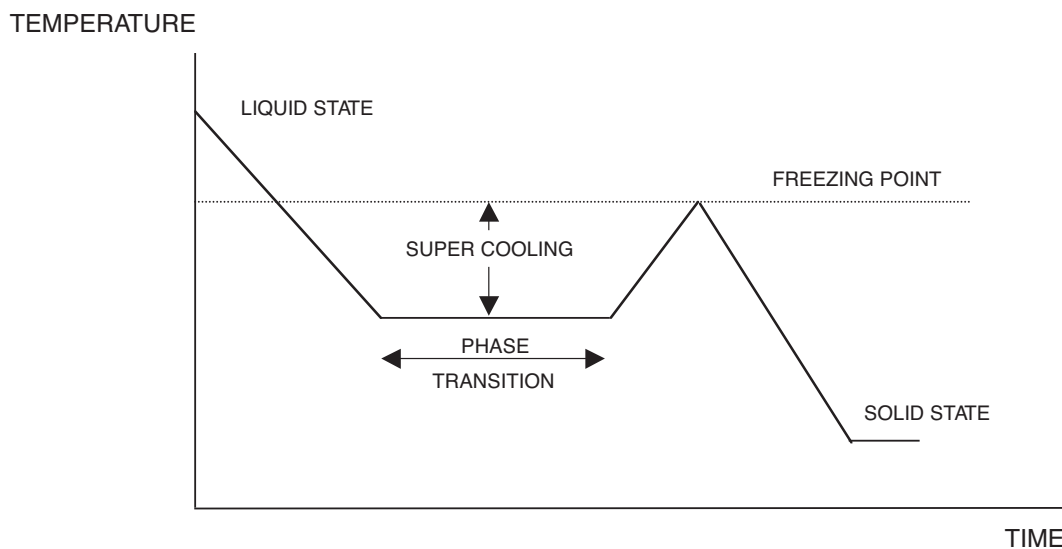 TEMPERATURE
LIQUID STATE
FREEZING POINT
SUPER COOLING
PHASE
TRANSITION
SOLID STATE
TIME